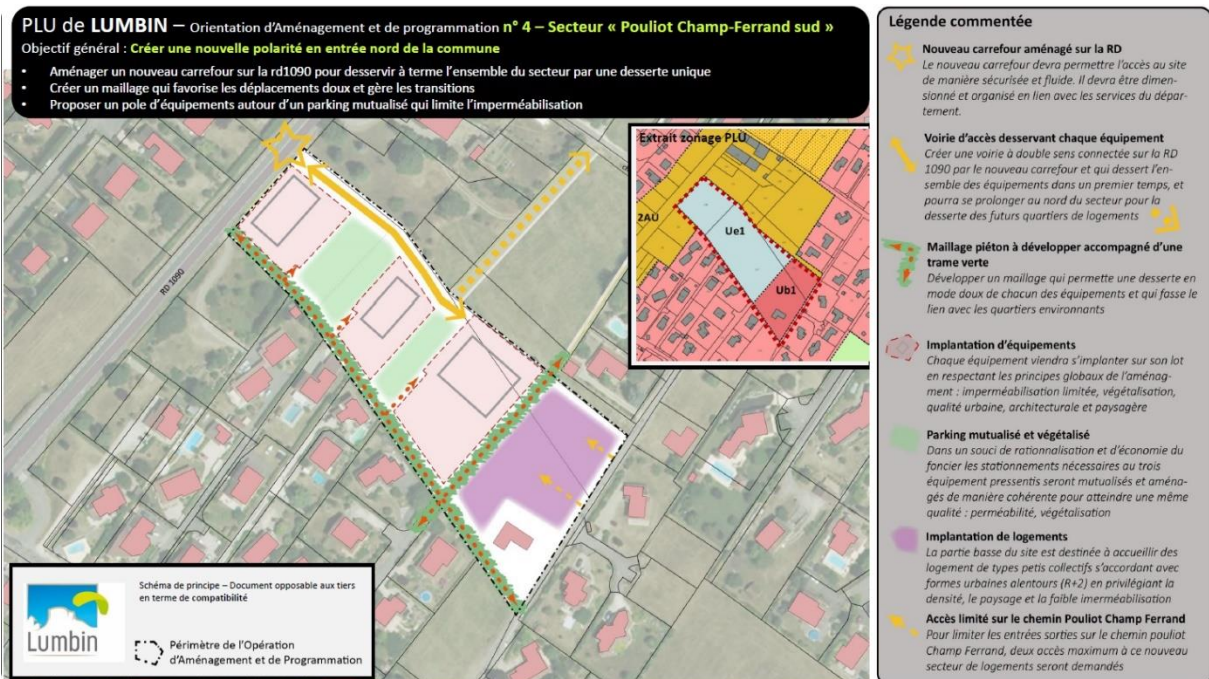 PLU de LUMBIN – Orientation d'Aménagement et de programmation n° 4 – Secteur « Pouliot Champ-Ferrand sud »
Objectif général : Créer une nouvelle polarité en entrée nord de la commune
• Aménager un nouveau carrefour sur la rd1090 pour desservir à terme l'ensemble du secteur par une desserte unique
• Créer un maillage qui favorise les déplacements doux et gère les transitions
• Proposer un pole d'équipements autour d'un parking mutualisé qui limite l'imperméabilisation
RD 1090
Extrait zonage PLU
2AU
Ue1
Ub1
Lumbin
Schéma de principe – Document opposable aux tiers
en terme de compatibilité
Périmètre de l'Opération
d'Aménagement et de Programmation
Légende commentée
Nouveau carrefour aménagé sur la RD
Le nouveau carrefour devra permettre l'accès au site
de manière sécurisée et fluide. Il devra être dimen-
sionné et organisé en lien avec les services du dépar-
tement.
Voirie d'accès desservant chaque équipement
Créer une voirie à double sens connectée sur la RD
1090 par le nouveau carrefour et qui dessert l'en-
semble des équipements dans un premier temps, et
pourra se prolonger au nord du secteur pour la
desserte des futurs quartiers de logements
Maillage piéton à développer accompagné d'une
trame verte
Développer un maillage qui permette une desserte en
mode doux de chacun des équipements et qui fasse le
lien avec les quartiers environnants
Implantation d'équipements
Chaque équipement viendra s'implanter sur son lot
en respectant les principes globaux de l'aménag-
ment : imperméabilisation limitée, végétalisation,
qualité urbaine, architecturale et paysagère
Parking mutualisé et végétalisé
Dans un souci de rationnalisation et d'économie du
foncier les stationnements nécessaires au trois
équipement pressentis seront mutualisés et aména-
gés de manière cohérente pour atteindre une même
qualité : perméabilité, végétalisation
Implantation de logements
La partie basse du site est destinée à accueillir des
logement de types petis collectifs s'accordant avec
formes urbaines alentours (R+2) en privilégiant la
densité, le paysage et la faible imerméabilisation
Accès limité sur le chemin Pouliot Champ Ferrand
Pour limiter les entrées sorties sur le chemin pouliot
Champ Ferrand, deux accès maximum à ce nouveau
secteur de logements seront demandés